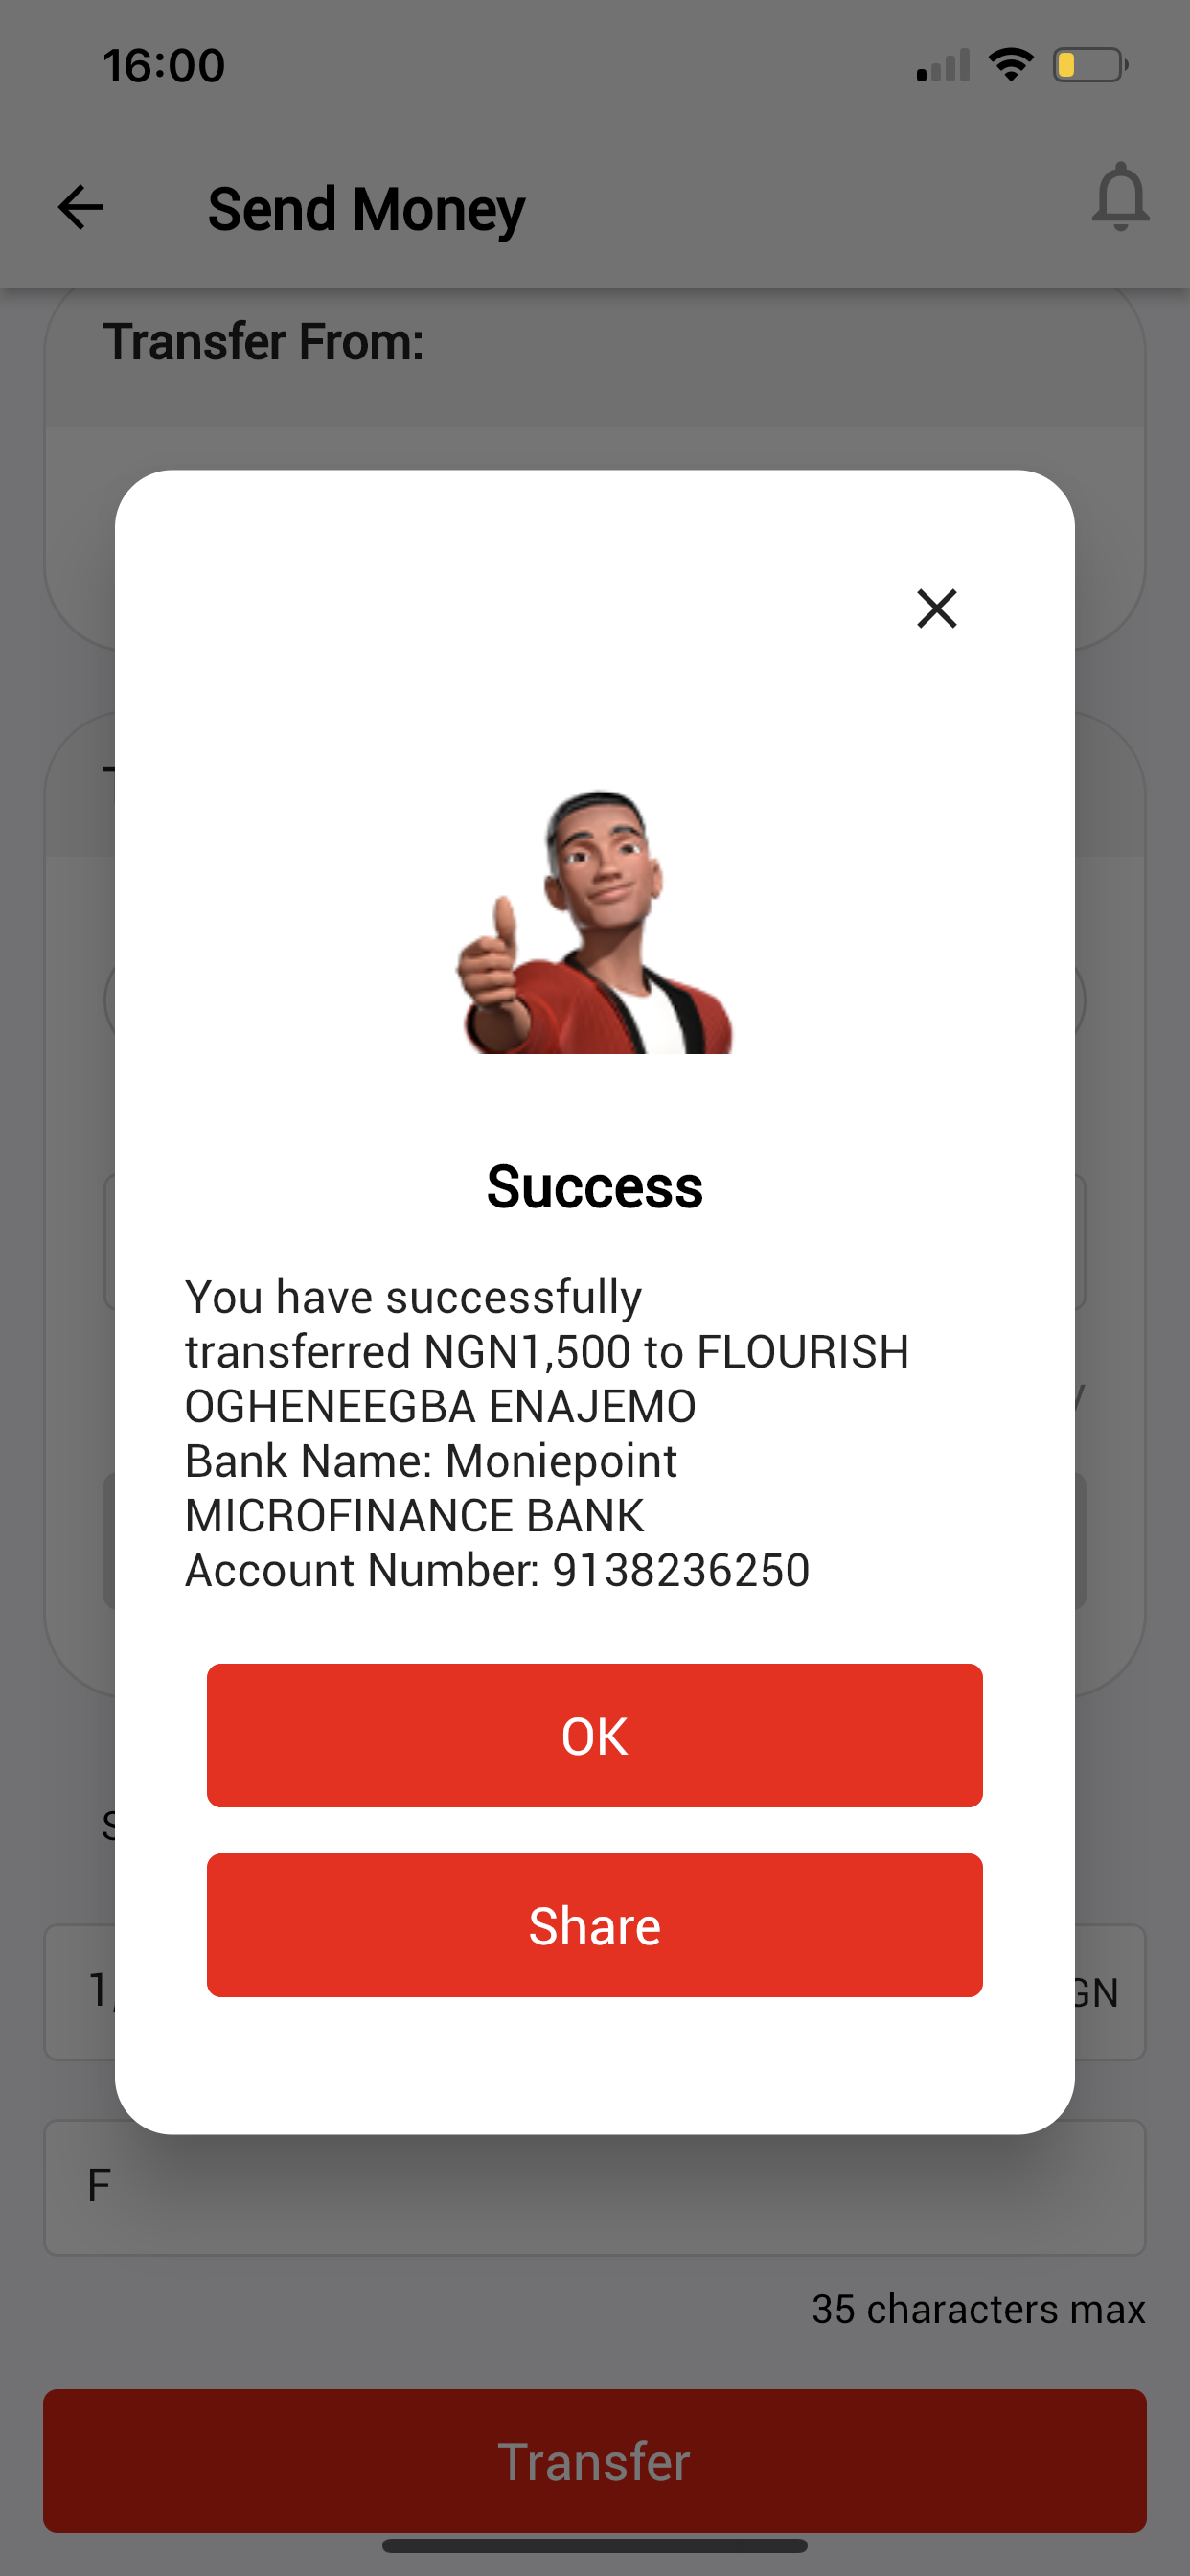 16:00
Send Money
Transfer From:
Success
You have successfully
transferred NGN1,500 to FLOURISH
OGHENEEGBA ENAJEMO
Bank Name: Moniepoint
MICROFINANCE BANK
Account Number: 9138236250
OK
Share
F
35 characters max
Transfer